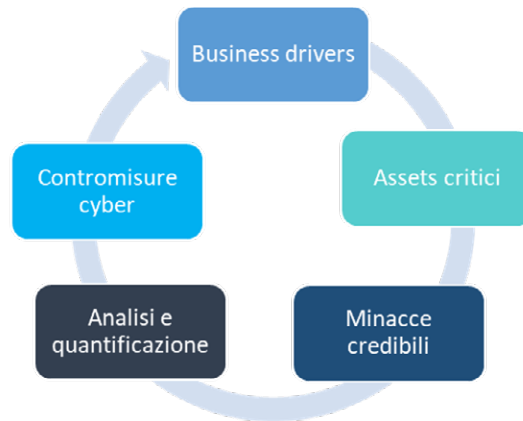 Business drivers
Assets critici
Minacce
credibili
Analisi e
quantificazione
Contromisure
cyber